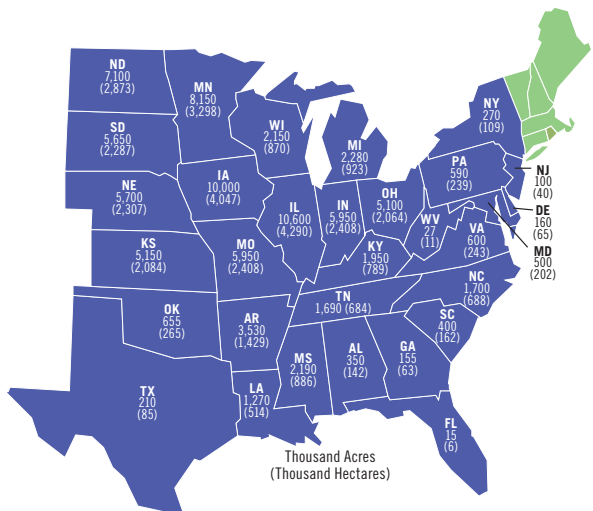 ND
7,100
(2,873)
MN
8,150
(3,298)
SD
5,650
(2,287)
WI
2,150
(870)
MI
2,280
(923)
NY
270
(109)
NE
5,700
(2,307)
IA
10,000
(4,047)
PA
590
(239)
NJ
100
(40)
IL
10,600
(4,290)
IN
5,950
(2,408)
OH
5,100
(2,064)
WV
27
(11)
DE
160
(65)
MD
500
(202)
KS
5,150
(2,084)
MO
5,950
(2,408)
KY
1,950
(789)
VA
600
(243)
NC
1,700
(688)
TN
1,690 (684)
OK
655
(265)
AR
3,530
(1,429)
SC
400
(162)
MS
2,190
(886)
AL
350
(142)
GA
155
(63)
TX
210
(85)
LA
1,270
(514)
FL
15
(6)
Thousand Acres
(Thousand Hectares)